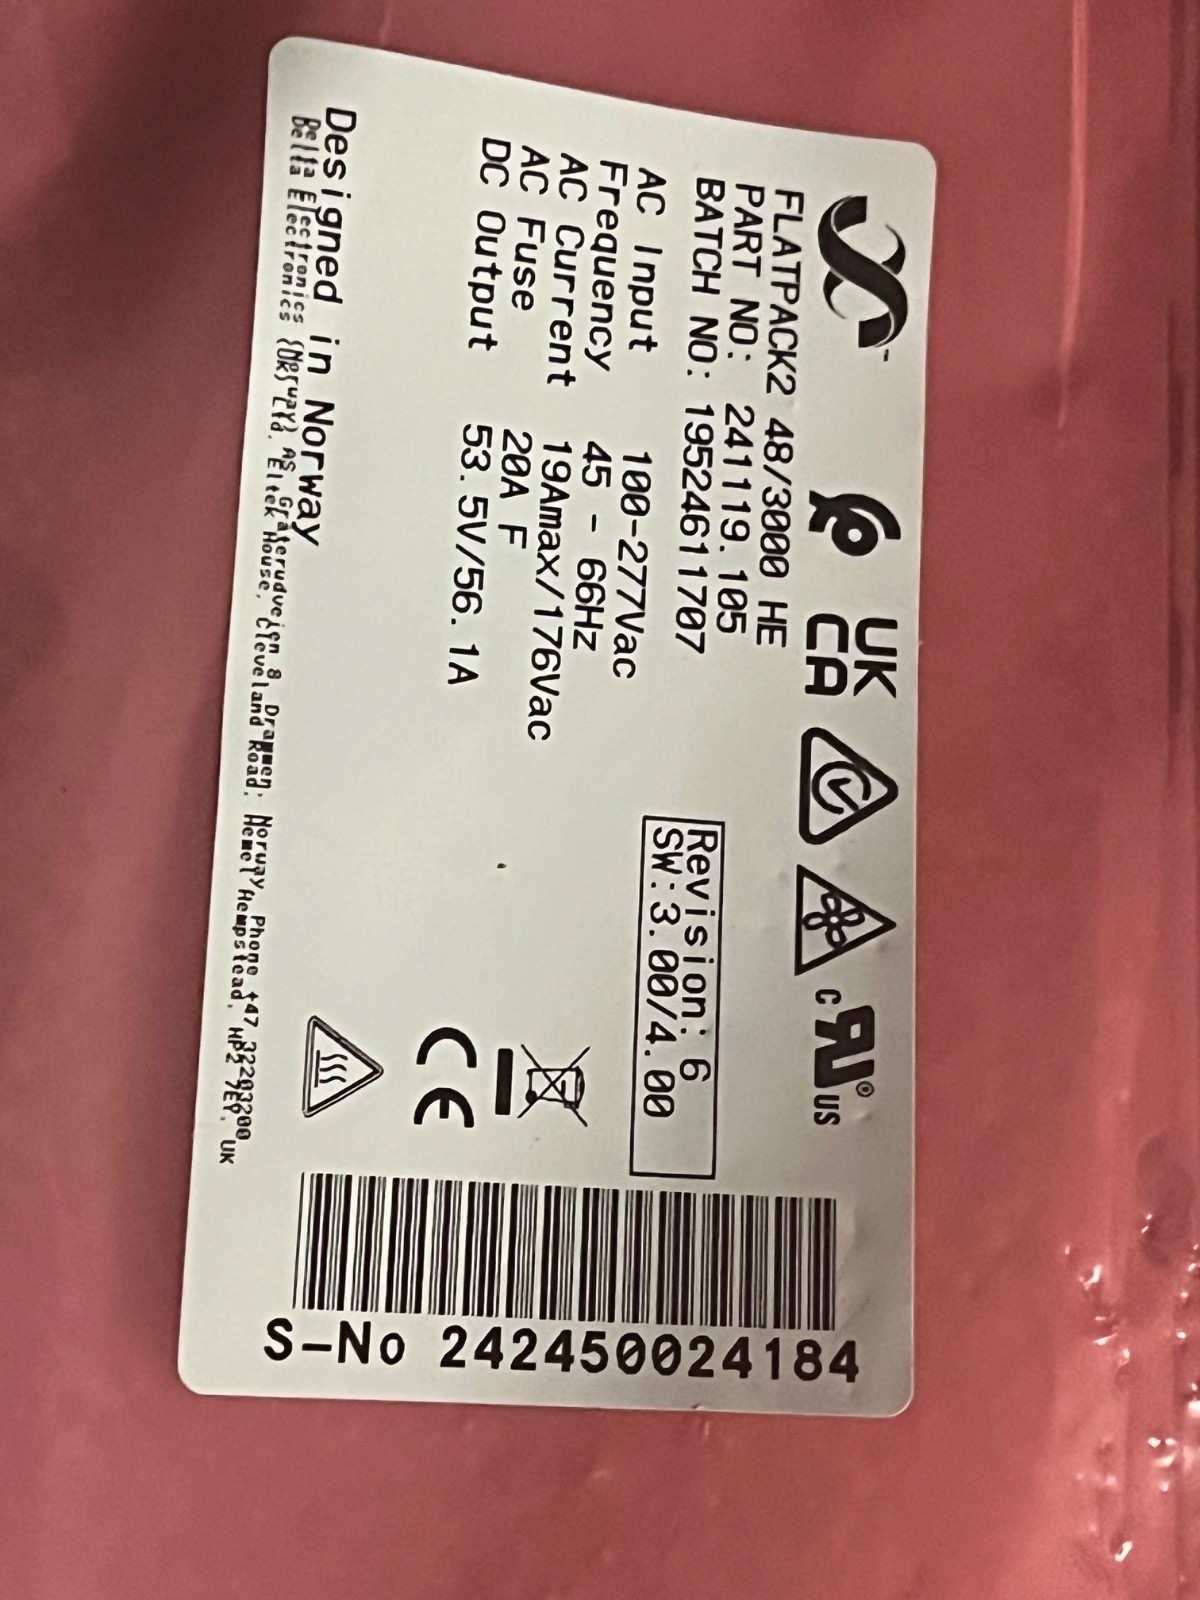 UK
CA
c UR ® US
FLATPACK2 48/3000 HE
PART NO: 241119.105
BATCH NO: 19524611707
Revision: 6
SW:3.00/4.00
AC Input 100-277Vac
Frequency 45 - 66Hz
AC Current 19Amax/176Vac
AC Fuse 20A F
DC Output 53.5V/56.1A
CE
Designed in Norway
Delta Electronics (Norway) AS, Graterudveien 8, Drammen, Norway, Phone +47 32203200
Delta Electronics (UK) Ltd. Eltek House, Cleveland Road, Hemel Hempstead, HP2 7EY, UK
S-No 242450024184